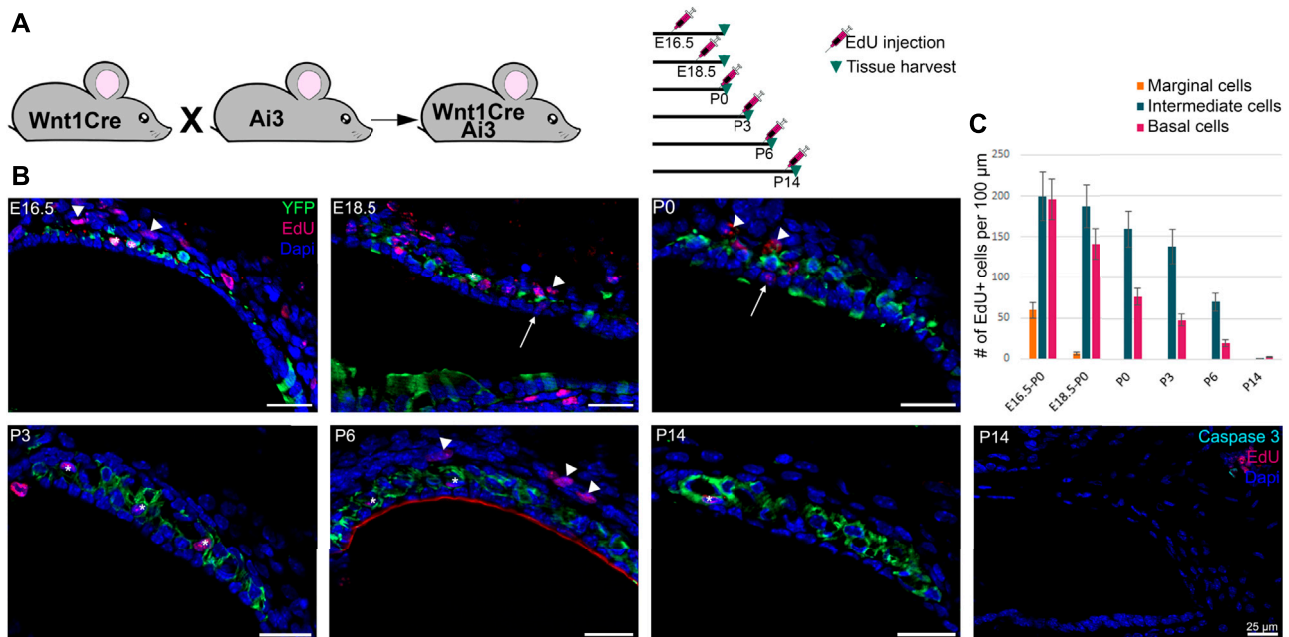 A
Wnt1Cre
X
Ai3
Wnt1Cre
Ai3
E16.5
E18.5
P0
P3
P6
P14
EdU injection
Tissue harvest
B
E16.5
YFP
EdU
Dapi
E18.5
P0
P3
P6
P14
P14
Caspase 3
EdU
Dapi
25 µm
C
Marginal cells
Intermediate cells
Basal cells
# of EdU+ cells per 100 µm
250
200
150
100
50
0
E16.5-P0
E18.5-P0
P0
P3
P6
P14